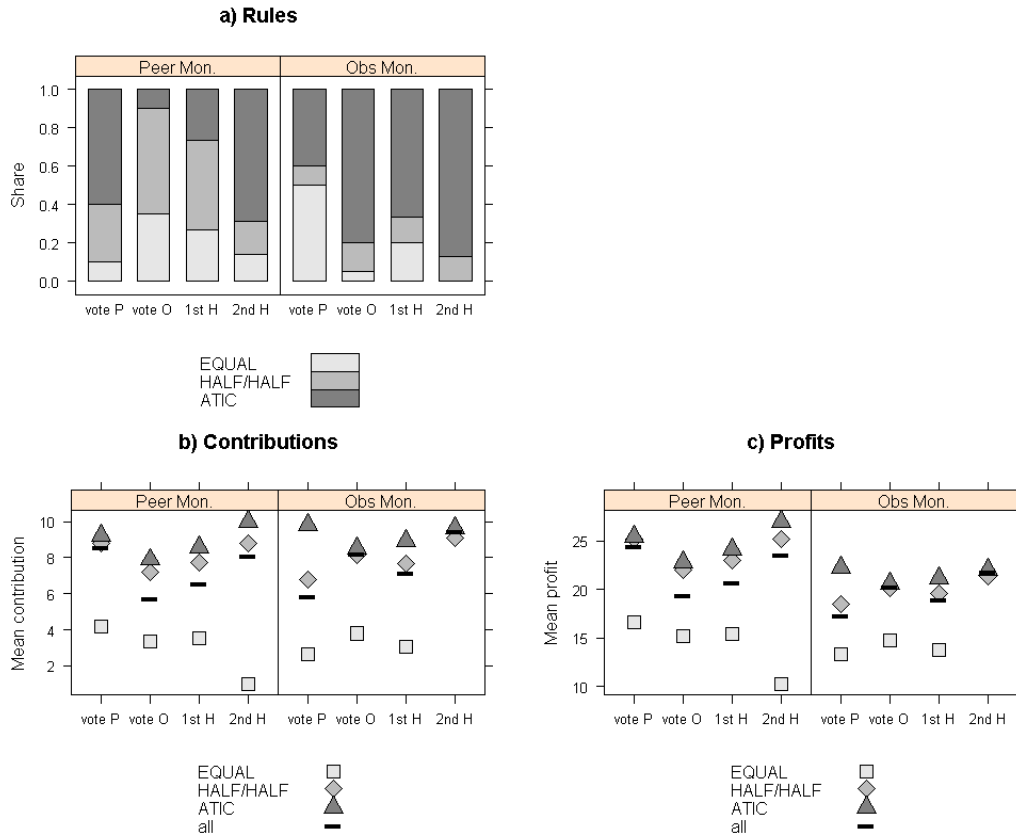 a) Rules
Peer Mon. Obs Mon.
1.0
0.8
0.6
0.4
0.2
0.0
Share
vote P vote O 1st H 2nd H vote P vote O 1st H 2nd H
EQUAL
HALF/HALF
ATIC
b) Contributions
Peer Mon. Obs Mon.
10
8
6
4
2
Mean contribution
vote P vote O 1st H 2nd H vote P vote O 1st H 2nd H
EQUAL
HALF/HALF
ATIC
all
c) Profits
Peer Mon. Obs Mon.
25
20
15
10
Mean profit
vote P vote O 1st H 2nd H vote P vote O 1st H 2nd H
EQUAL
HALF/HALF
ATIC
all